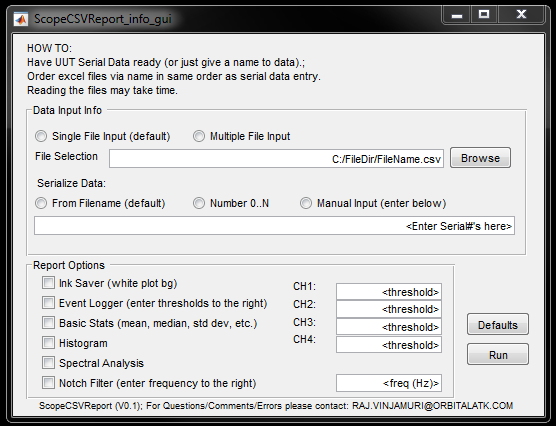 ScopeCSVReport_info_gui
HOW TO:
Have UUT Serial Data ready (or just give a name to data).;
Order excel files via name in same order as serial data entry.
Reading the files may take time.
Data Input Info
Single File Input (default) Multiple File Input
File Selection C:/FileDir/FileName.csv Browse
Serialize Data:
From Filename (default) Number 0..N Manual Input (enter below)
<Enter Serial#'s here>
Report Options
Ink Saver (white plot bg) CH1: <threshold>
Event Logger (enter thresholds to the right) CH2: <threshold>
Basic Stats (mean, median, std dev, etc.) CH3: <threshold>
Histogram CH4: <threshold>
Spectral Analysis
Notch Filter (enter frequency to the right) <freq (Hz)>
Defaults
Run
ScopeCSVReport (V0.1); For Questions/Comments/Errors please contact: RAJ.VINJAMURI@ORBITALATK.COM